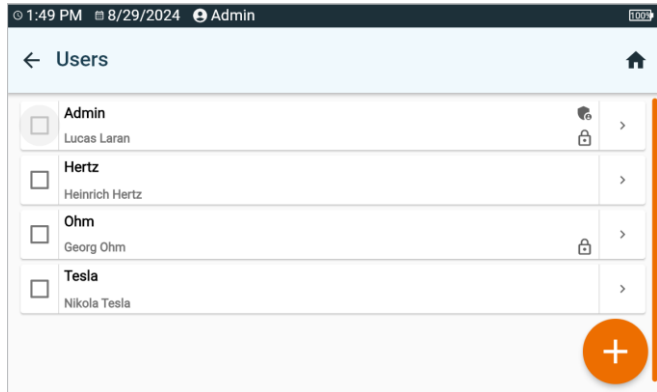 1:49 PM 8/29/2024 Admin 100%
Users
Admin
Lucas Laran
Hertz
Heinrich Hertz
Ohm
Georg Ohm
Tesla
Nikola Tesla